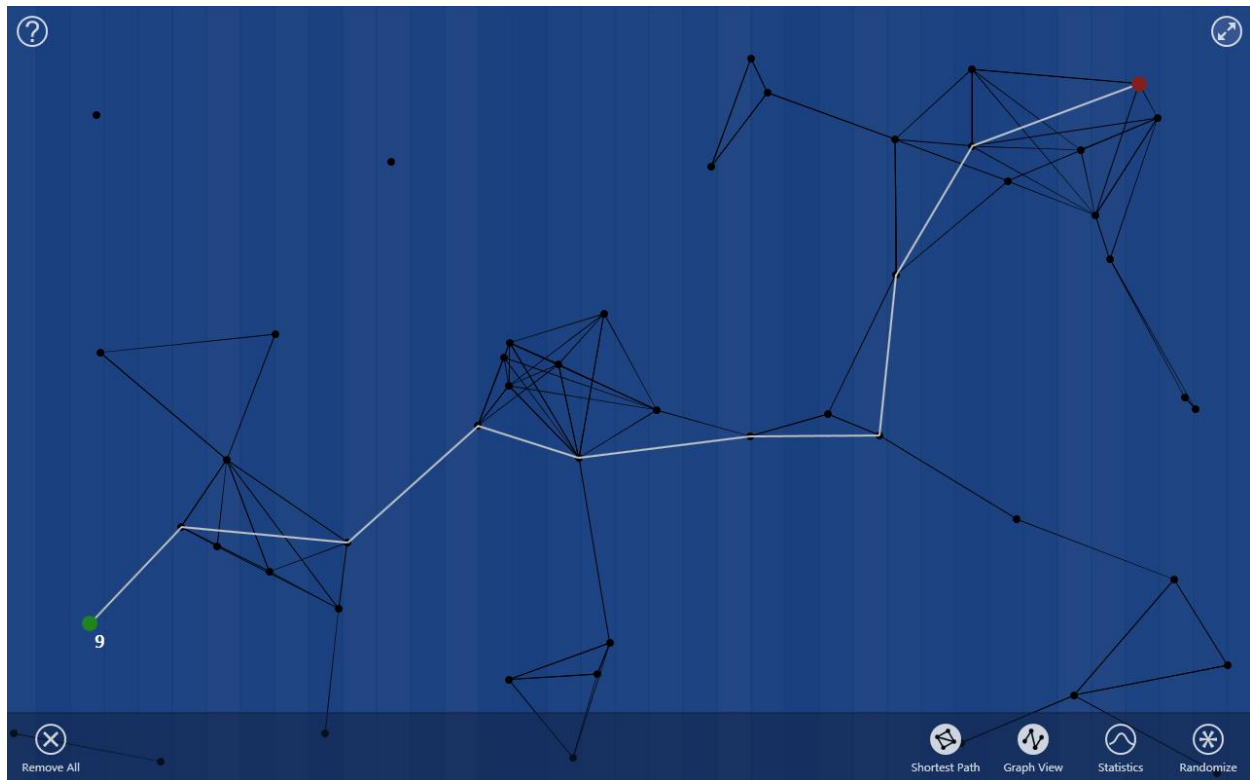 ?
9
Remove All
Shortest Path
Graph View
Statistics
Randomize